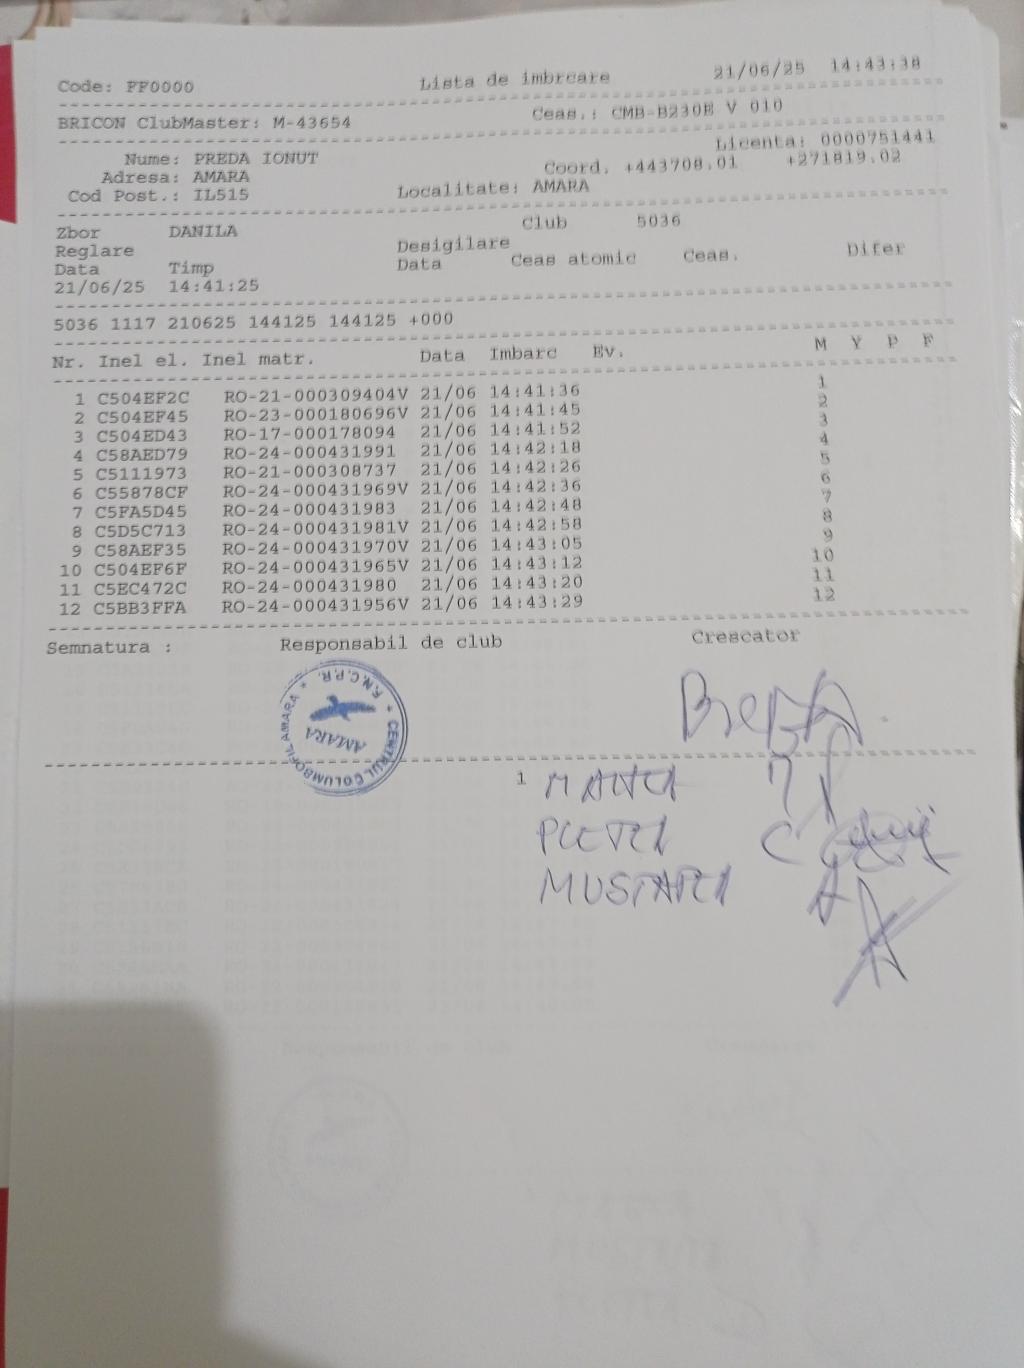 Code: FF0000 Lista de imbrcare 21/06/25 14:43:38
BRICON ClubMaster: M-43654 Ceas.: CMB-B230E V 010
Licenta: 0000751441
Nume: PREDA IONUT Coord. +443708.01 +271819.02
Adresa: AMARA
Cod Post.: IL515 Localitate: AMARA
Zbor DANILA Club 5036
Reglare Desigilare
Data Timp Data Ceas atomic Ceas. Difer
21/06/25 14:41:25
5036 1117 210625 144125 144125 +000
Nr. Inel el. Inel matr. Data Imbarc Ev. M Y P F
1 C504EF2C RO-21-000309404V 21/06 14:41:36 1
2 C504EF45 RO-23-000180696V 21/06 14:41:45 2
3 C504ED43 RO-17-000178094 21/06 14:41:52 3
4 C58AED79 RO-24-000431991 21/06 14:42:18 4
5 C5111973 RO-21-000308737 21/06 14:42:26 5
6 C55878CF RO-24-000431969V 21/06 14:42:36 6
7 C5FA5D45 RO-24-000431983 21/06 14:42:48 7
8 C5D5C713 RO-24-000431981V 21/06 14:42:58 8
9 C58AEF35 RO-24-000431970V 21/06 14:43:05 9
10 C504EF6F RO-24-000431965V 21/06 14:43:12 10
11 C5EC472C RO-24-000431980 21/06 14:43:20 11
12 C5BB3FFA RO-24-000431956V 21/06 14:43:29 12
Semnatura : Responsabil de club Crescator
CENTRUL COLUMBOFIL AMARA
F.N.C.P.R.
AMARA
1
MUSTATEA